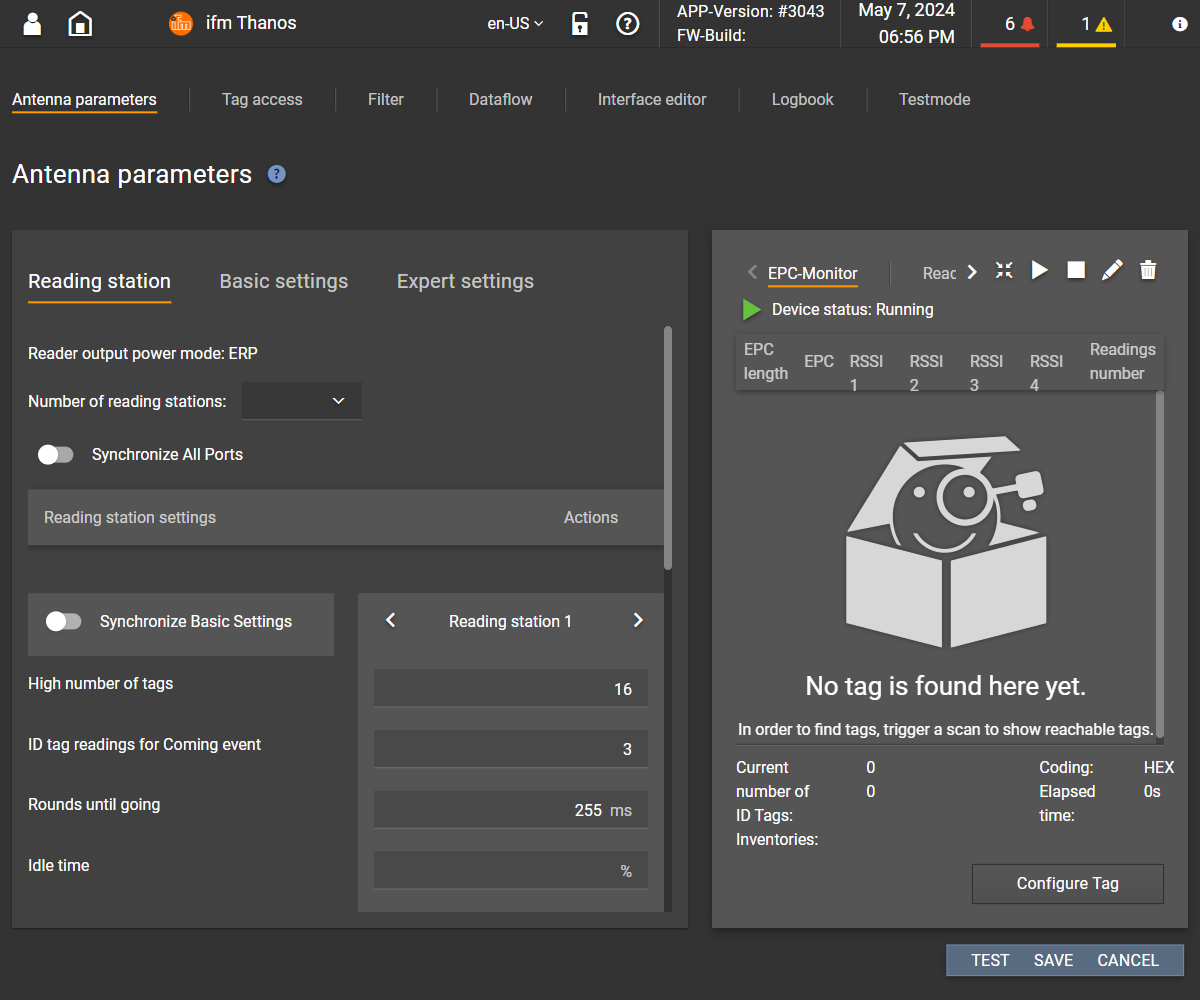 ifm Thanos
en-US
APP-Version: #3043
FW-Build:
May 7, 2024
06:56 PM
6
1
Antenna parameters
Tag access
Filter
Dataflow
Interface editor
Logbook
Testmode
Antenna parameters
Reading station
Basic settings
Expert settings
Reader output power mode: ERP
Number of reading stations:
Synchronize All Ports
Reading station settings
Actions
Synchronize Basic Settings
Reading station 1
High number of tags
16
ID tag readings for Coming event
3
Rounds until going
255 ms
Idle time
%
EPC-Monitor
Reac
Device status: Running
EPC
length
EPC
RSSI
1
RSSI
2
RSSI
3
RSSI
4
Readings
number
No tag is found here yet.
In order to find tags, trigger a scan to show reachable tags.
Current
number of
ID Tags:
Inventories:
0
0
Coding:
Elapsed
time:
HEX
0s
Configure Tag
TEST
SAVE
CANCEL